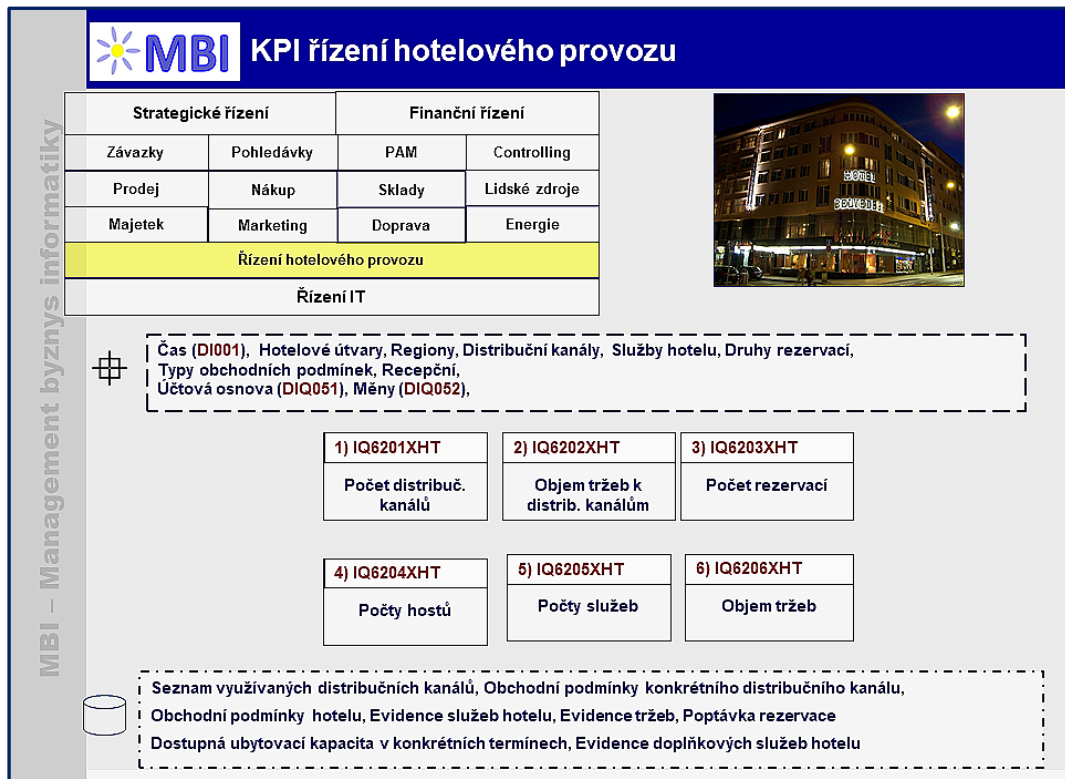 MBI
KPI řízení hotelového provozu
MBI – Management byznys informatiky
Strategické řízení
Finanční řízení
Závazky
Pohledávky
PAM
Controlling
Prodej
Nákup
Sklady
Lidské zdroje
Majetek
Marketing
Doprava
Energie
Řízení hotelového provozu
Řízení IT
HOTEL
Čas (DI001), Hotelové útvary, Regiony, Distribuční kanály, Služby hotelu, Druhy rezervací,
Typy obchodních podmínek, Recepční,
Účtová osnova (DIQ051), Měny (DIQ052),
1) IQ6201XHT
Počet distribuč.
kanálů
2) IQ6202XHT
Objem tržeb k
distrib. kanálům
3) IQ6203XHT
Počet rezervací
4) IQ6204XHT
Počty hostů
5) IQ6205XHT
Počty služeb
6) IQ6206XHT
Objem tržeb
Seznam využívaných distribučních kanálů, Obchodní podmínky konkrétního distribučního kanálu,
Obchodní podmínky hotelu, Evidence služeb hotelu, Evidence tržeb, Poptávka rezervace
Dostupná ubytovací kapacita v konkrétních termínech, Evidence doplňkových služeb hotelu